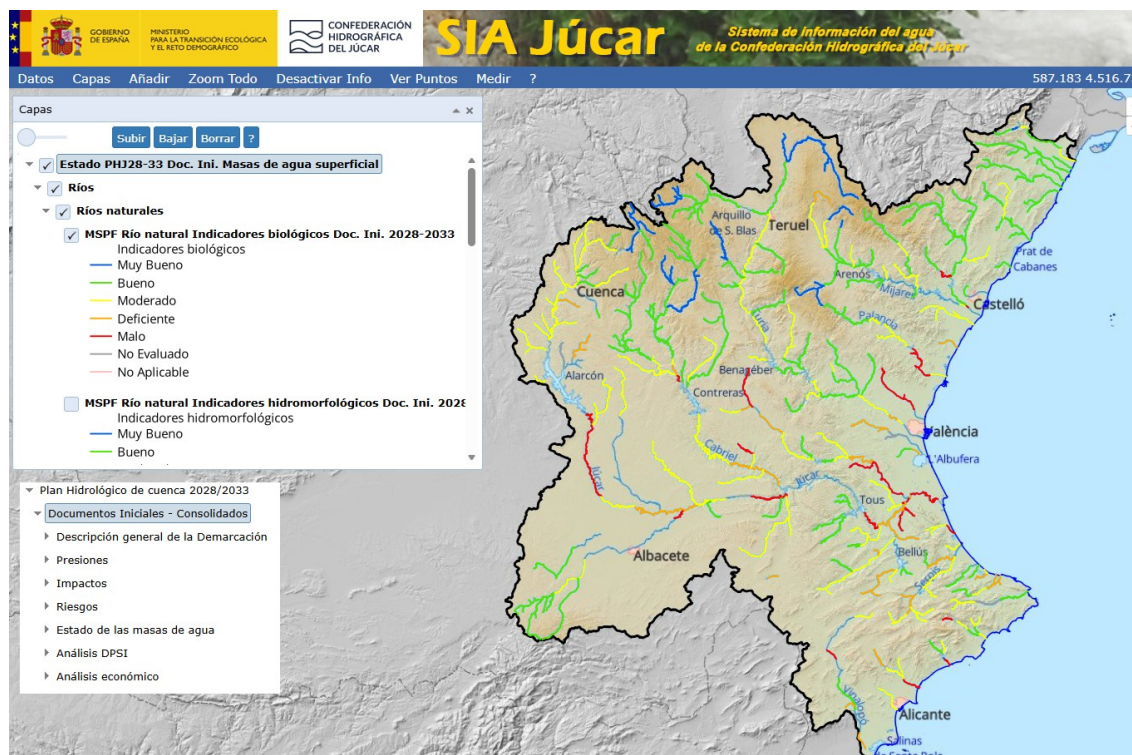 GOBIERNO
DE ESPAÑA
MINISTERIO
PARA LA TRANSICIÓN ECOLÓGICA
Y EL RETO DEMOGRÁFICO
CONFEDERACIÓN
HIDROGRÁFICA
DEL JÚCAR
SIA Júcar
Sistema de información del agua
de la Confederación Hidrográfica del Júcar
Datos Capas Añadir Zoom Todo Desactivar Info Ver Puntos Medir ? 587.183 4.516.7
Capas
Subir Bajar Borrar ?
Estado PHJ28-33 Doc. Ini. Masas de agua superficial
Ríos
Ríos naturales
MSPF Río natural Indicadores biológicos Doc. Ini. 2028-2033
Indicadores biológicos
Muy Bueno
Bueno
Moderado
Deficiente
Malo
No Evaluado
No Aplicable
MSPF Río natural Indicadores hidromorfológicos Doc. Ini. 2028
Indicadores hidromorfológicos
Muy Bueno
Bueno
Plan Hidrológico de cuenca 2028/2033
Documentos Iniciales - Consolidados
Descripción general de la Demarcación
Presiones
Impactos
Riesgos
Estado de las masas de agua
Análisis DPSI
Análisis económico
Arquillo
de S. Blas
Teruel
Prat de
Cabanes
Arenós
Mijares
Cuenca
Castelló
Palancia
Turia
Alarcón
Benagéber
Contreras
València
L'Albufera
Cabriel
Júcar
Júcar
Tous
Albacete
Bellús
Serpis
Vinalopó
Alicante
Salinas
de Santa Pola